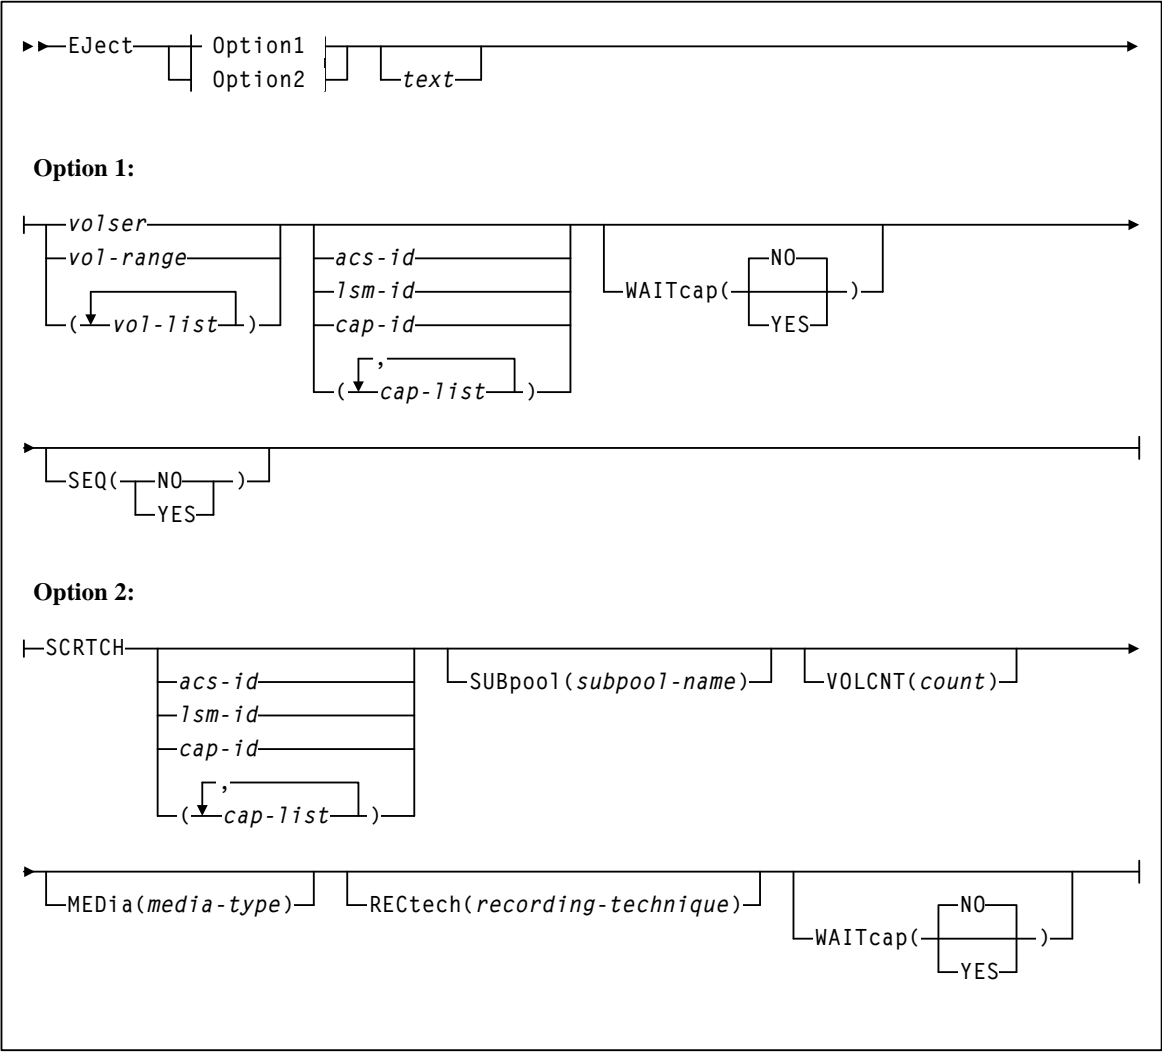 EJect Option1
Option2 text
Option 1:
volser
vol-range acs-id NO
lsm-id WAITcap( )
( vol-list ) cap-id YES
,
( cap-list )
SEQ( NO )
YES
Option 2:
SCRTCH
acs-id SUBpool(subpool-name) VOLCNT(count)
lsm-id
cap-id
,
( cap-list )
MEDia(media-type) RECtech(recording-technique) NO
WAITcap( )
YES